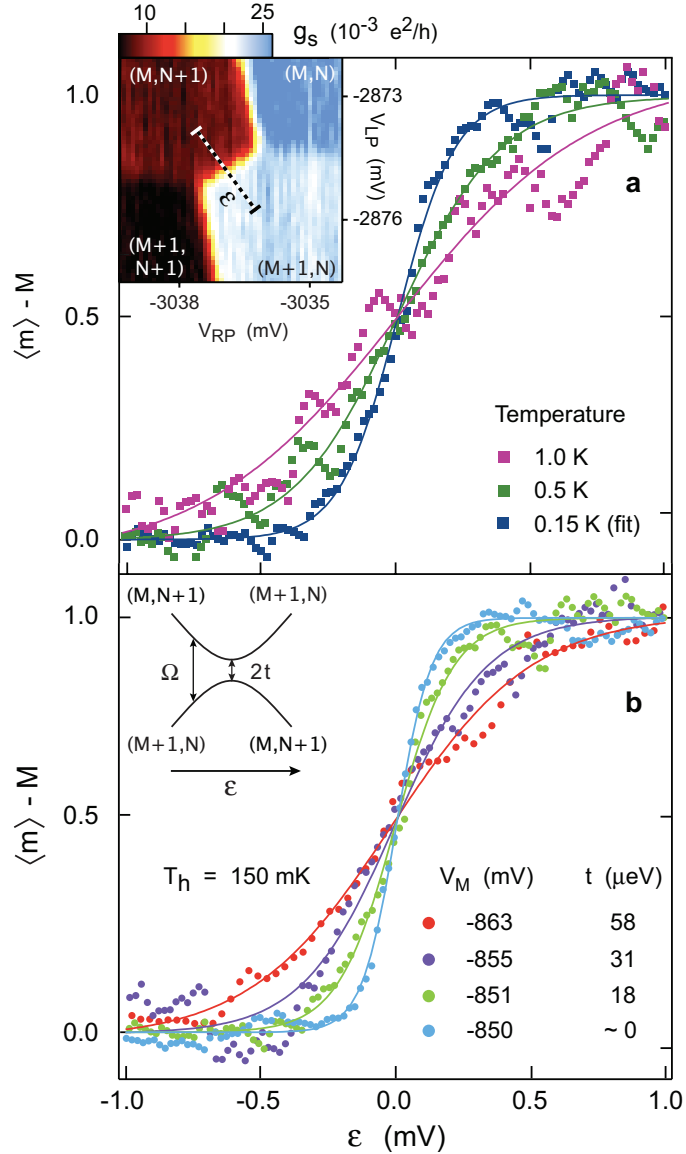 10 25
g_s (10^-3 e^2/h)
(M,N+1) (M,N)
(M+1, N+1) (M+1,N)
ε
-2873
-2876
V_LP (mV)
-3038 -3035
V_RP (mV)
a
1.0
0.5
0.0
⟨m⟩ - M
Temperature
1.0 K
0.5 K
0.15 K (fit)
b
(M,N+1) (M+1,N)
Ω 2t
(M+1,N) (M,N+1)
ε
1.0
0.5
0.0
⟨m⟩ - M
T_h = 150 mK
V_M (mV) t (μeV)
-863 58
-855 31
-851 18
-850 ~ 0
-1.0 -0.5 0.0 0.5 1.0
ε (mV)